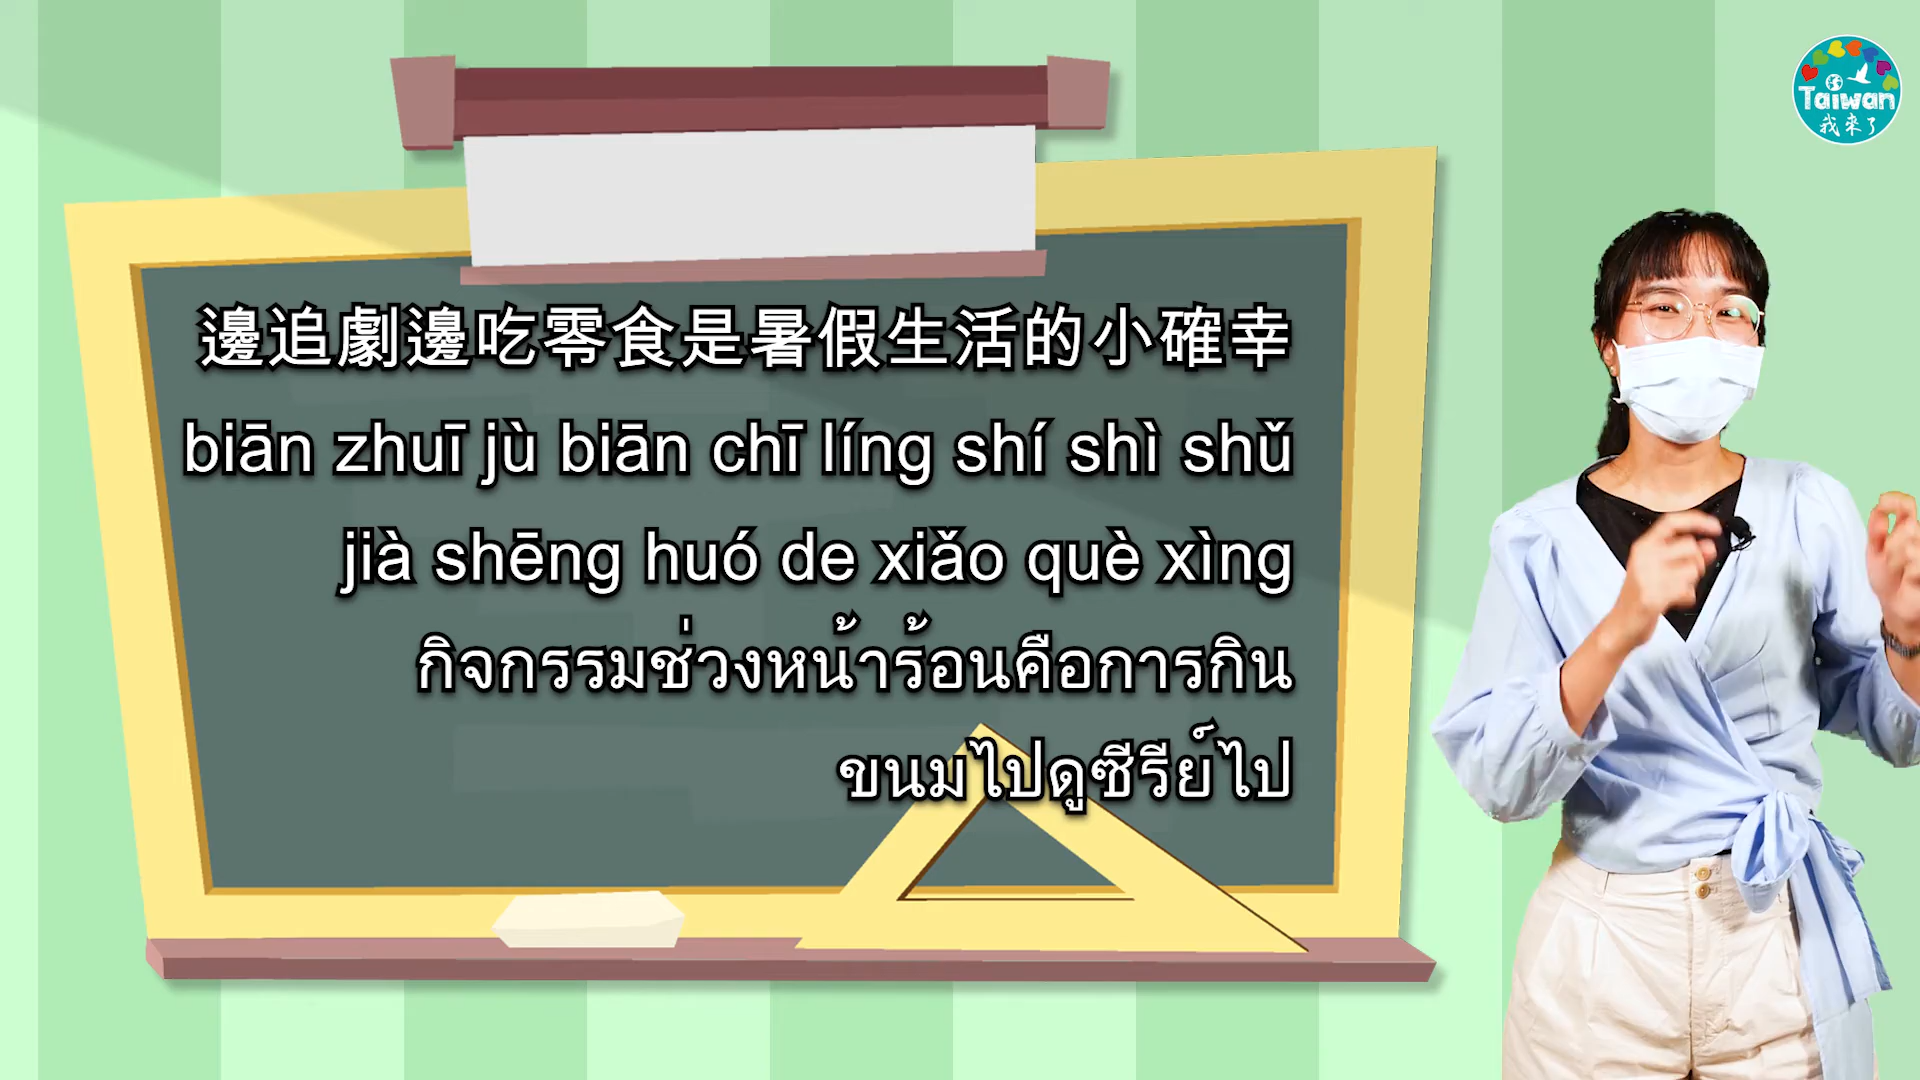 Taiwan
我來了
邊追劇邊吃零食是暑假生活的小確幸
biān zhuī jù biān chī líng shí shì shǔ
jià shēng huó de xiǎo què xìng
กิจกรรมช่วงหน้าร้อนคือการกิน
ขนมไปดูซีรีย์ไป